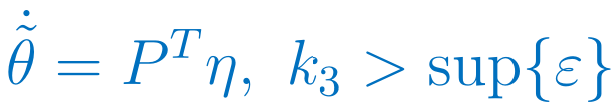 $\dot{\tilde{\theta}} = P^T \eta, \ k_3 > \sup\{\varepsilon\}$